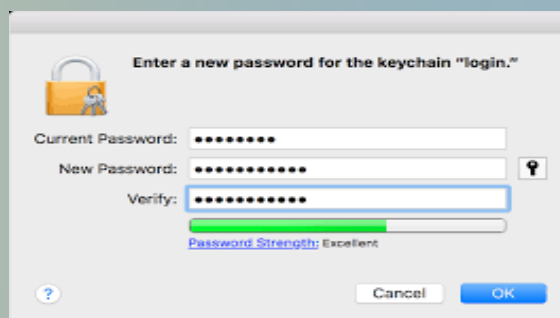 Enter a new password for the keychain "login."
Current Password: ••••••••
New Password: •••••••••••
Verify: •••••••••••
Password Strength: Excellent
? Cancel OK